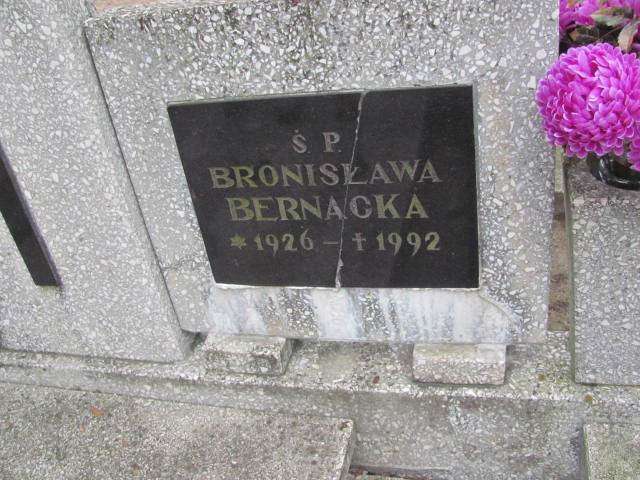 Ś P.
BRONISŁAWA
BERNACKA
* 1926 – † 1992